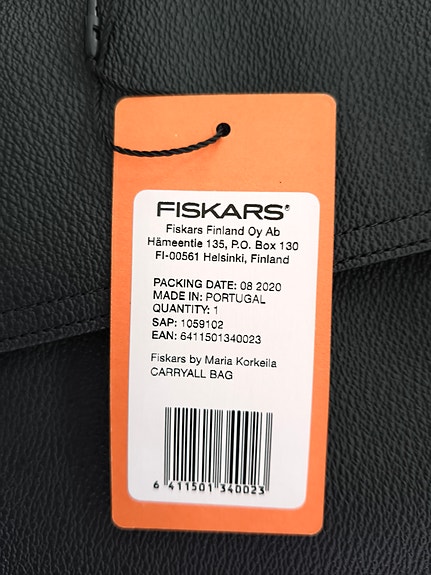 FISKARS®
Fiskars Finland Oy Ab
Hämeentie 135, P.O. Box 130
FI-00561 Helsinki, Finland
PACKING DATE: 08 2020
MADE IN: PORTUGAL
QUANTITY: 1
SAP: 1059102
EAN: 6411501340023
Fiskars by Maria Korkeila
CARRYALL BAG
6 411501 340023